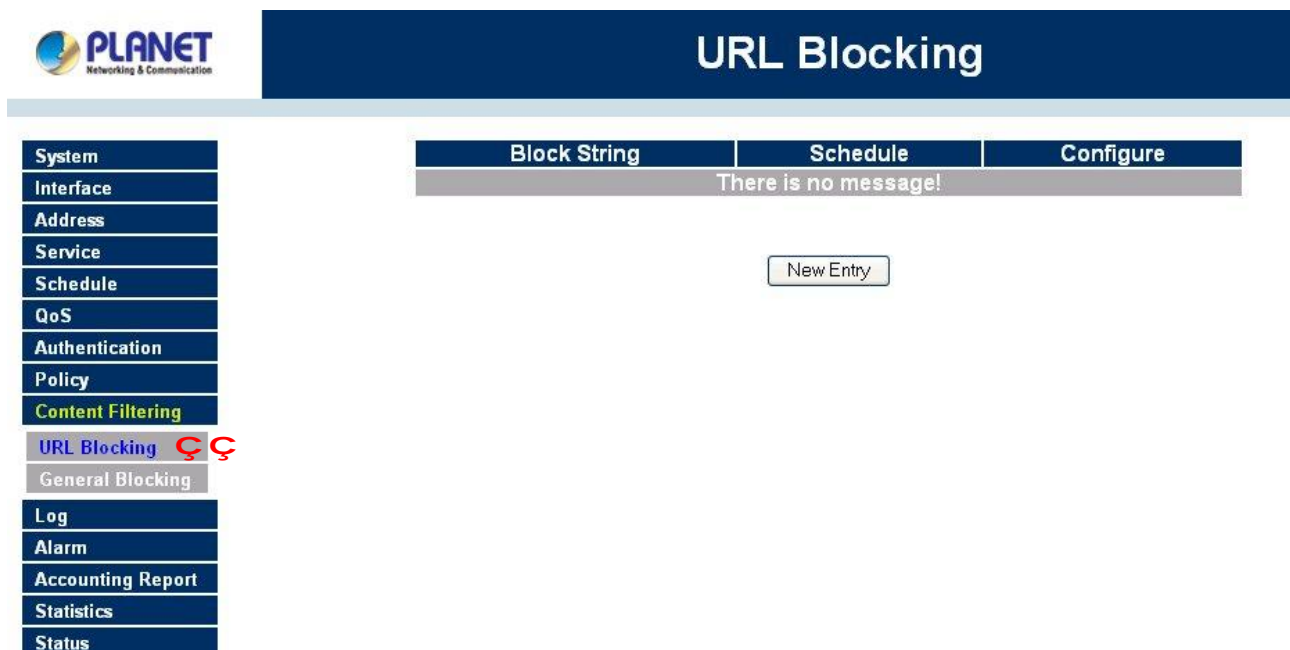 PLANET
Networking & Communication
URL Blocking
System
Interface
Address
Service
Schedule
QoS
Authentication
Policy
Content Filtering
URL Blocking Ç Ç
General Blocking
Log
Alarm
Accounting Report
Statistics
Status
Block String Schedule Configure
There is no message!
New Entry